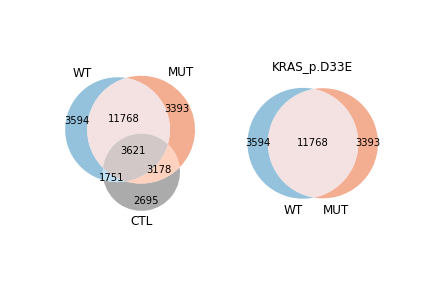 WT
MUT
3393
3594
11768
3621
3178
1751
2695
CTL
KRAS_p.D33E
3594
11768
3393
WT
MUT